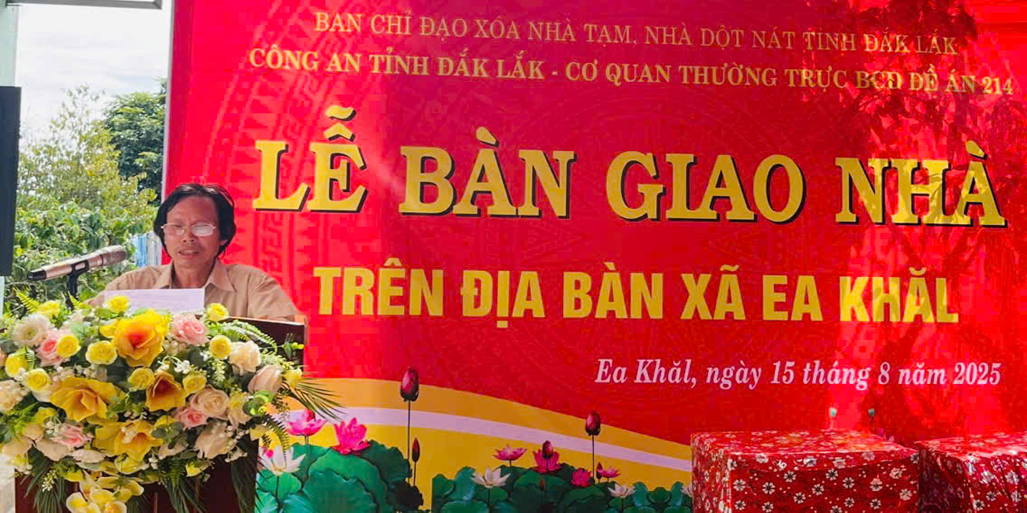 BAN CHỈ ĐẠO XÓA NHÀ TẠM, NHÀ DỘT NÁT TỈNH ĐẮK LẮK
CÔNG AN TỈNH ĐẮK LẮK - CƠ QUAN THƯỜNG TRỰC BCĐ ĐỀ ÁN 214
LỄ BÀN GIAO NHÀ
TRÊN ĐỊA BÀN XÃ EA KHĂL
Ea Khăl, ngày 15 tháng 8 năm 2025